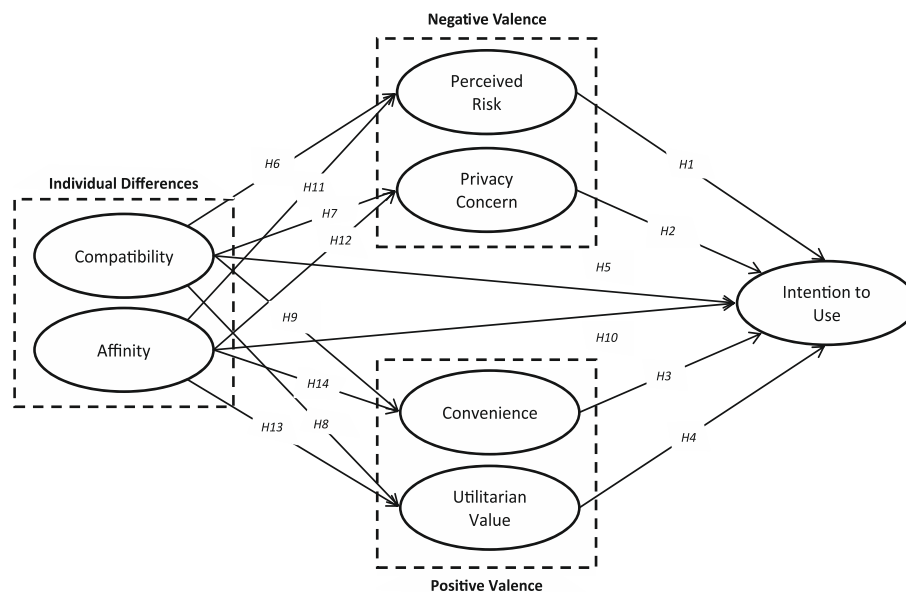 Negative Valence
Perceived
Risk
H6
H1
Individual Differences
H11
Privacy
Concern
H7
H12
H2
Compatibility
H5
Intention to
Use
H9
Affinity
H10
H14
H3
Convenience
H13
H8
H4
Utilitarian
Value
Positive Valence